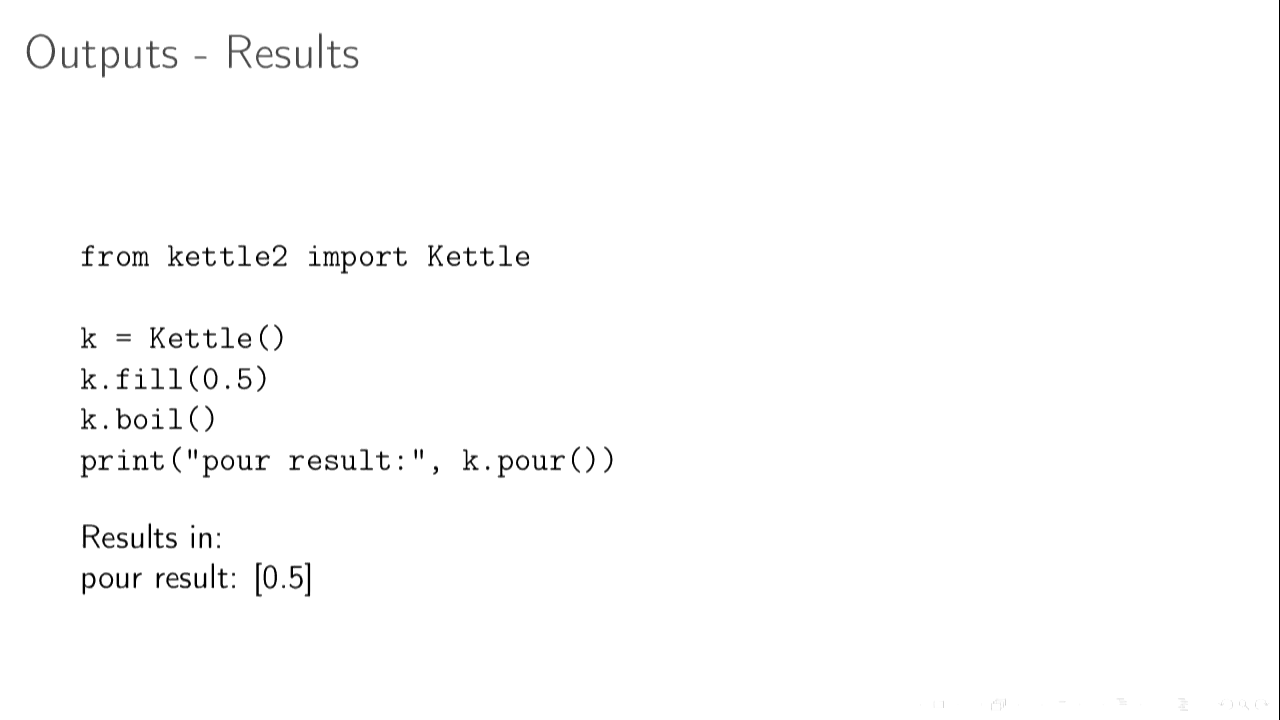 Outputs - Results
from kettle2 import Kettle
k = Kettle()
k.fill(0.5)
k.boil()
print("pour result:", k.pour())
Results in:
pour result: [0.5]